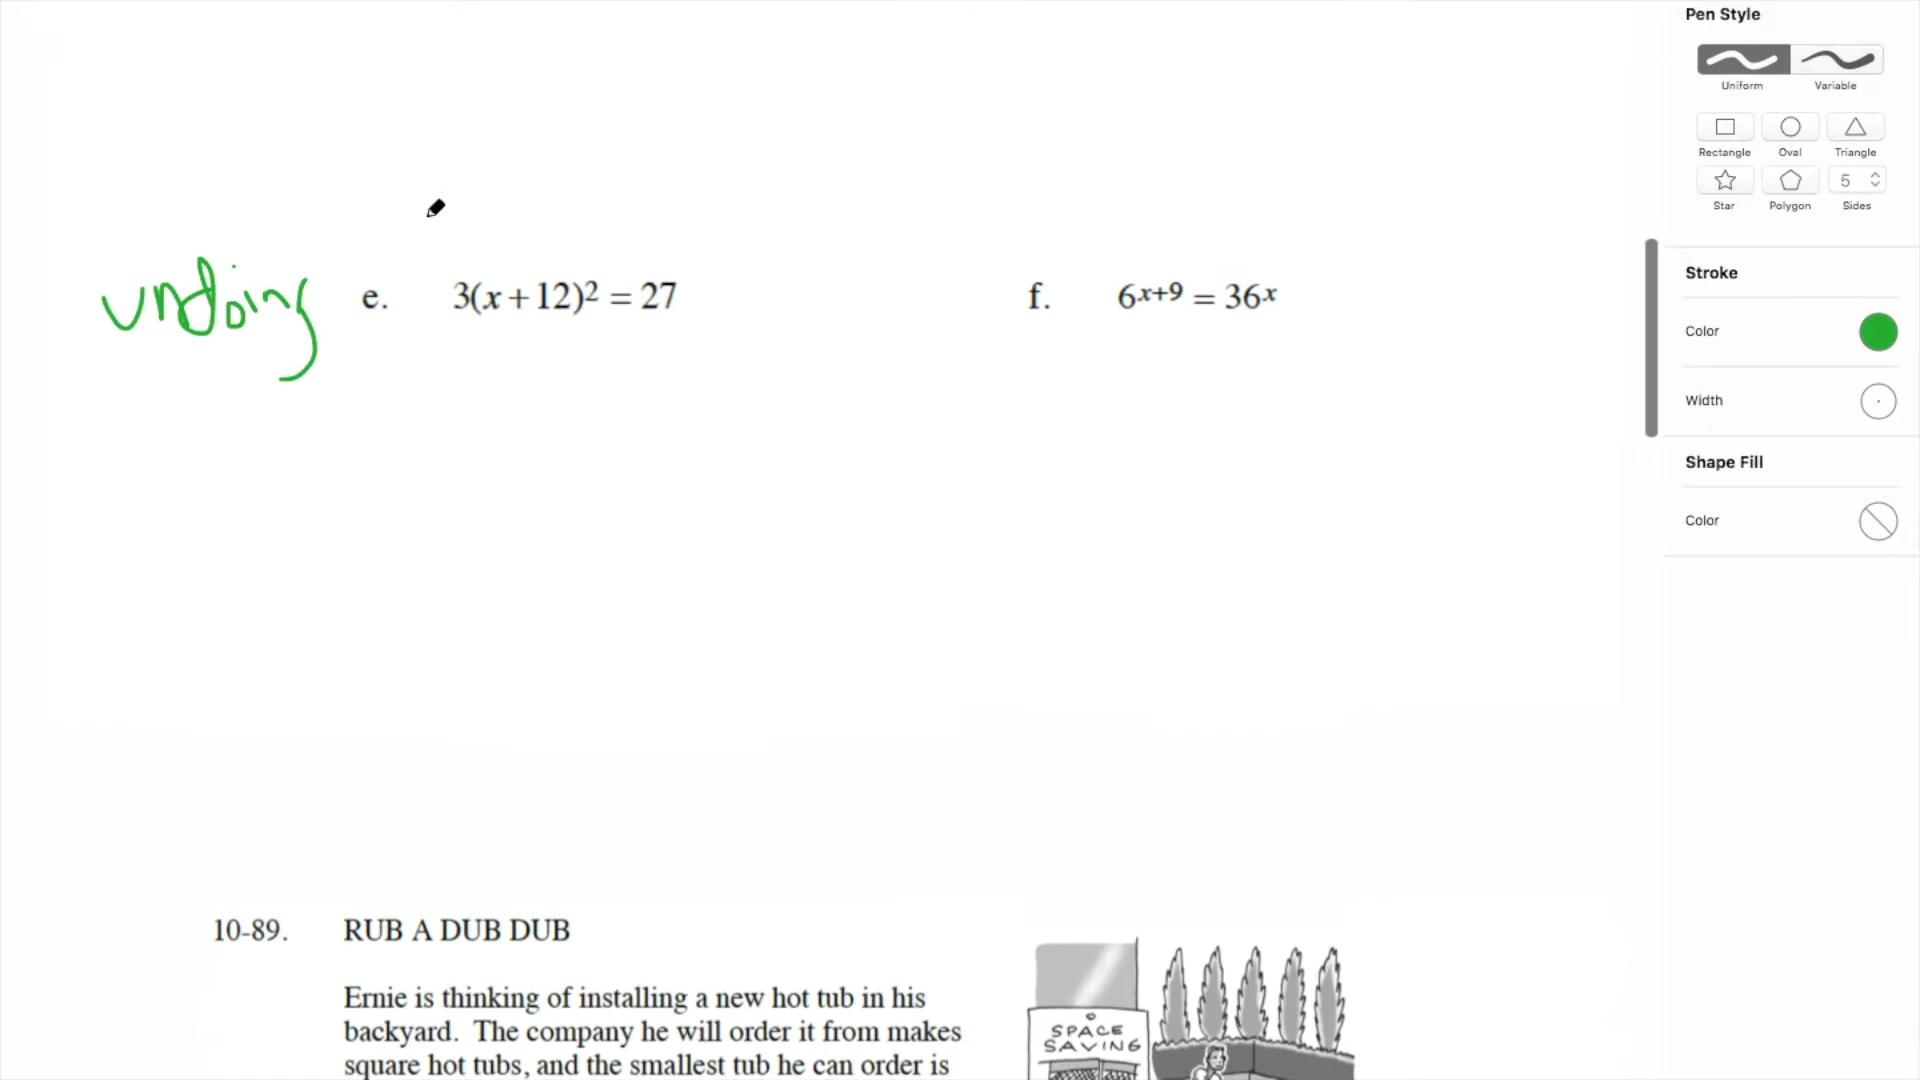 Pen Style
Uniform Variable
Rectangle Oval Triangle
5
Star Polygon Sides
undoing e. 3(x+12)² = 27 f. 6ˣ⁺⁹ = 36ˣ
Stroke
Color
Width
Shape Fill
Color
10-89. RUB A DUB DUB
Ernie is thinking of installing a new hot tub in his
backyard. The company he will order it from makes
square hot tubs, and the smallest tub he can order is
SPACE
SAVING